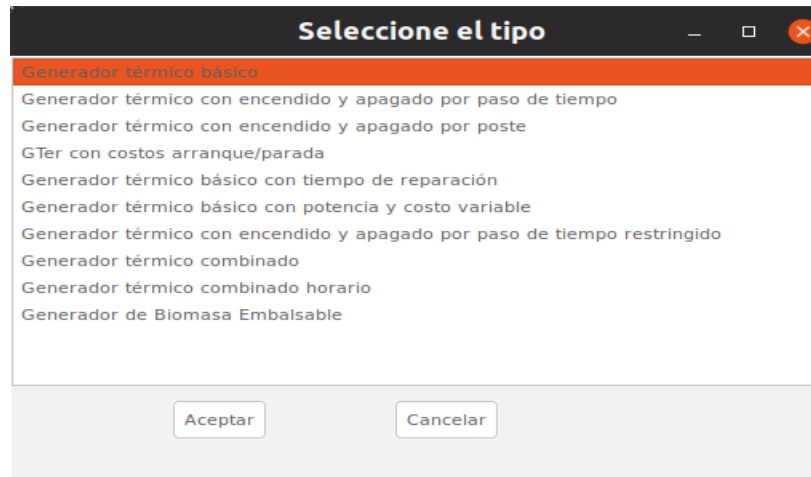 Seleccione el tipo
Generador térmico básico
Generador térmico con encendido y apagado por paso de tiempo
Generador térmico con encendido y apagado por poste
GTer con costos arranque/parada
Generador térmico básico con tiempo de reparación
Generador térmico básico con potencia y costo variable
Generador térmico con encendido y apagado por paso de tiempo restringido
Generador térmico combinado
Generador térmico combinado horario
Generador de Biomasa Embalsable
Aceptar Cancelar